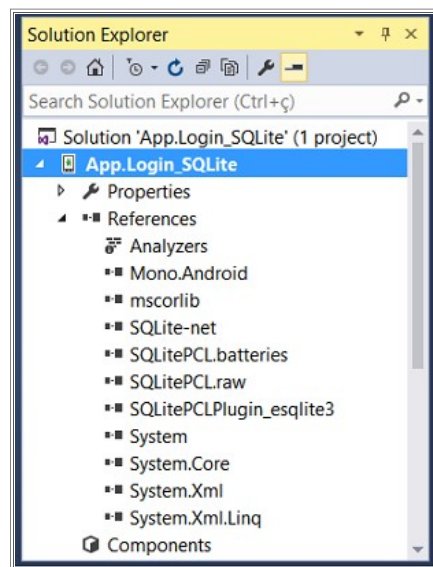 Solution Explorer
Search Solution Explorer (Ctrl+ç)
Solution 'App.Login_SQLite' (1 project)
App.Login_SQLite
Properties
References
Analyzers
Mono.Android
mscorlib
SQLite-net
SQLitePCL.batteries
SQLitePCL.raw
SQLitePCLPlugin_esqlite3
System
System.Core
System.Xml
System.Xml.Linq
Components